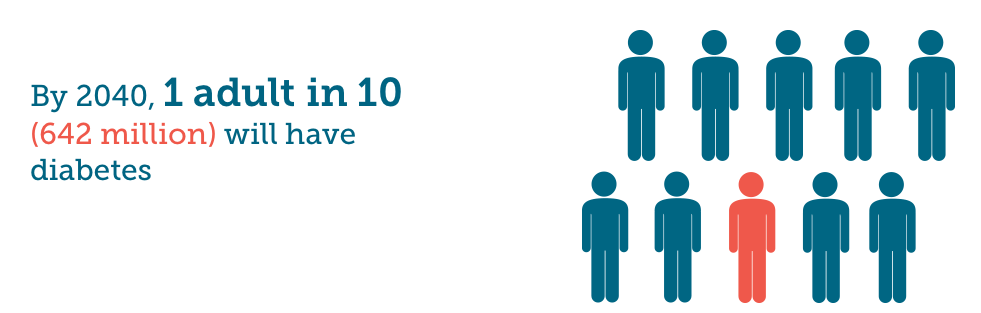 By 2040, 1 adult in 10
(642 million) will have
diabetes